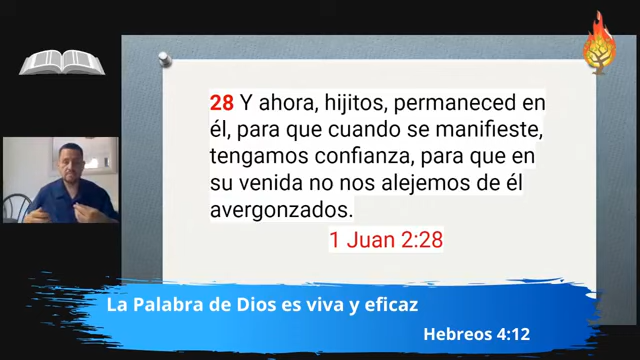 28 Y ahora, hijitos, permaneced en
él, para que cuando se manifieste,
tengamos confianza, para que en
su venida no nos alejemos de él
avergonzados.
1 Juan 2:28
La Palabra de Dios es viva y eficaz
Hebreos 4:12